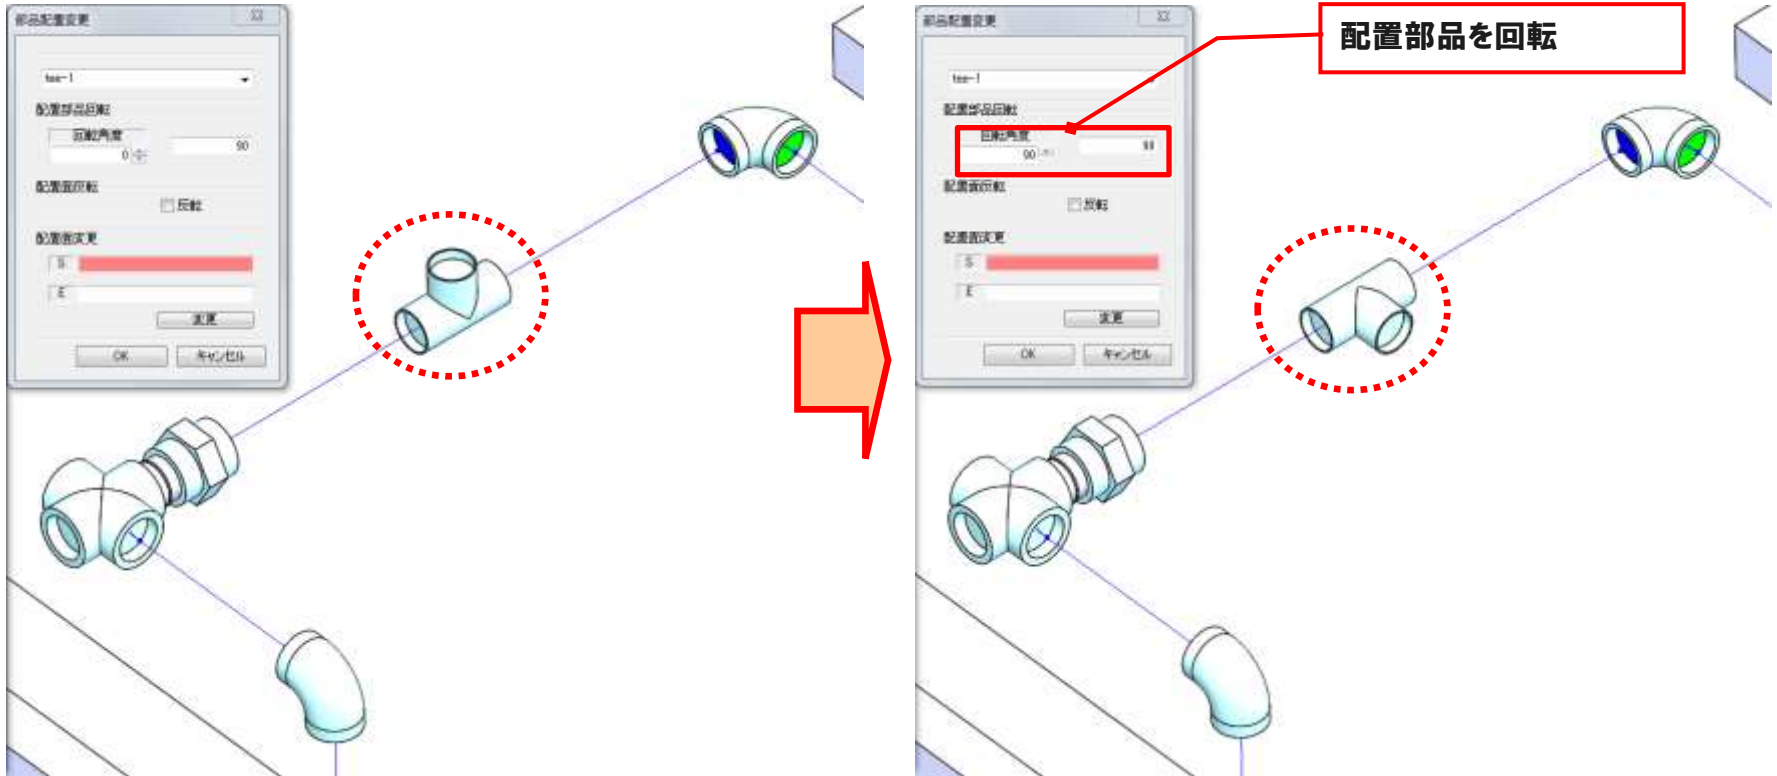 部品配置変更
tee-1
配置部品回転
回転角度
0
90
配置面反転
反転
配置面変更
S
E
変更
OK
キャンセル
配置部品を回転
部品配置変更
tee-1
配置部品回転
回転角度
90
90
配置面反転
反転
配置面変更
S
E
変更
OK
キャンセル